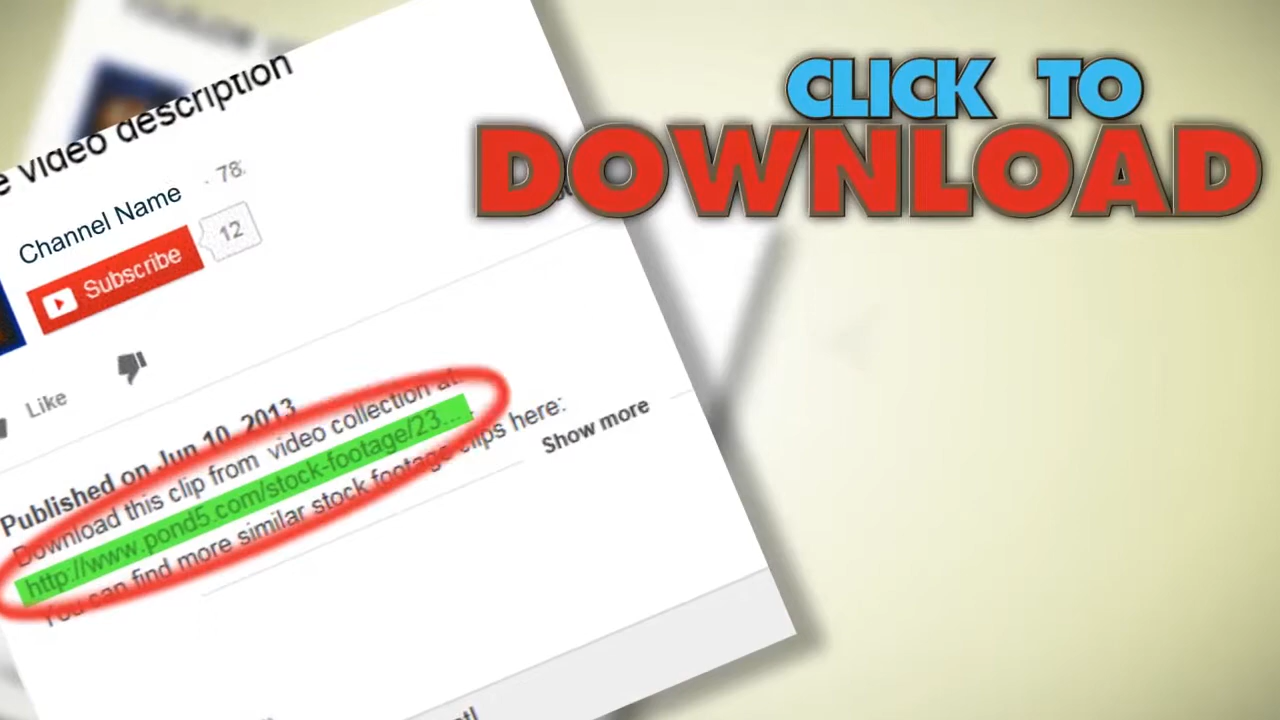 CLICK TO
DOWNLOAD
video description
Channel Name
78
Subscribe
12
Like
Published on Jun 10, 2013
Download this clip from video collection at
http://www.pond5.com/stock-footage/23...
You can find more similar stock footage clips here:
Show more